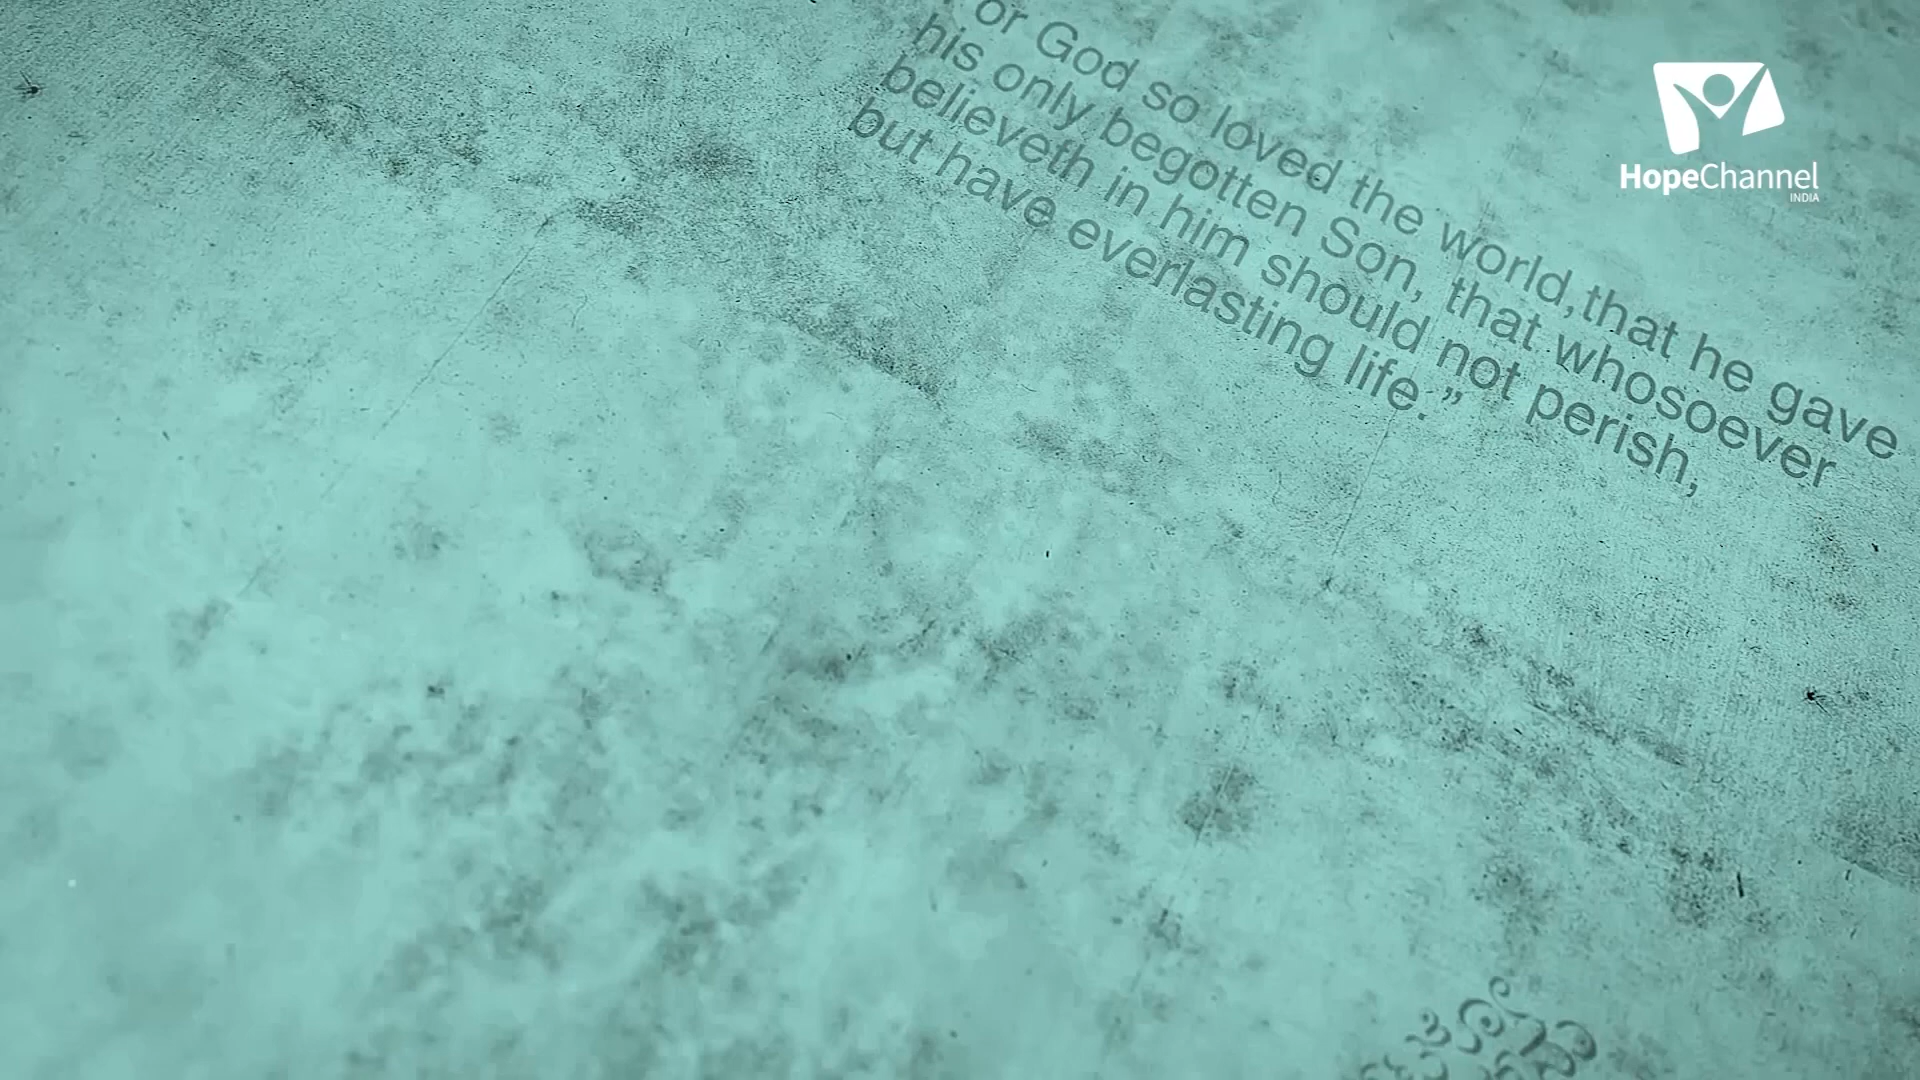 or God so loved the world,that he gave
his only begotten Son, that whosoever
believeth in him should not perish,
but have everlasting life.”
HopeChannel
INDIA